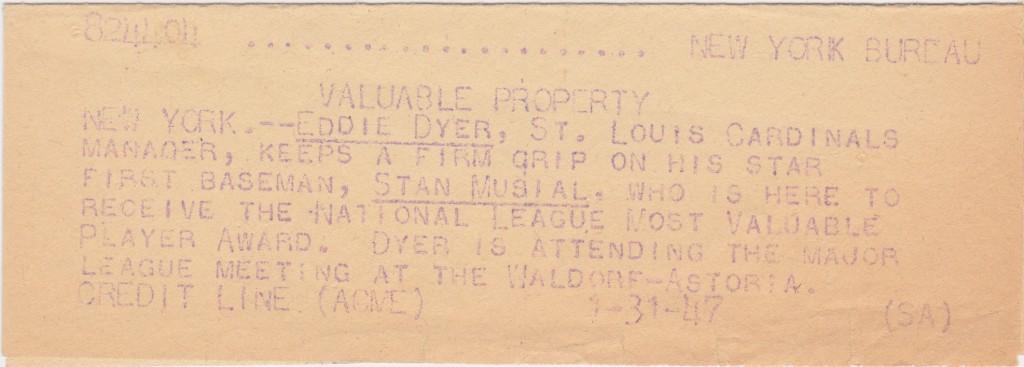 824404 .................... NEW YORK BUREAU
VALUABLE PROPERTY
NEW YORK.--EDDIE DYER, ST. LOUIS CARDINALS
MANAGER, KEEPS A FIRM GRIP ON HIS STAR
FIRST BASEMAN, STAN MUSIAL, WHO IS HERE TO
RECEIVE THE NATIONAL LEAGUE MOST VALUABLE
PLAYER AWARD. DYER IS ATTENDING THE MAJOR
LEAGUE MEETING AT THE WALDORF-ASTORIA.
CREDIT LINE (ACME) 1-31-47 (SA)